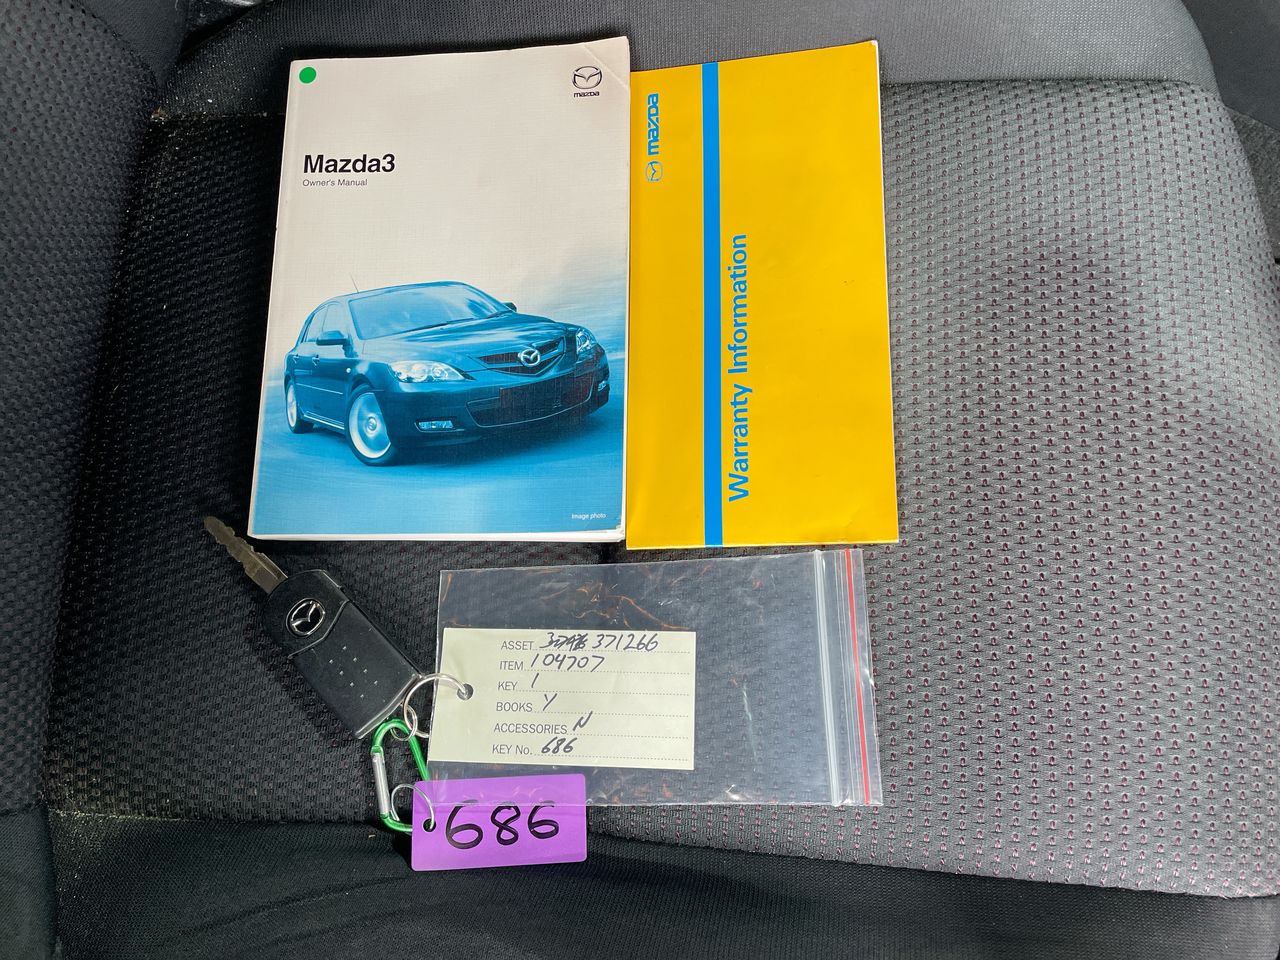 mazda
Mazda3
Owner's Manual
Image photo
mazda
Warranty Information
ASSET 371266
ITEM 104707
KEY 1
BOOKS Y
ACCESSORIES N
KEY No. 686
686